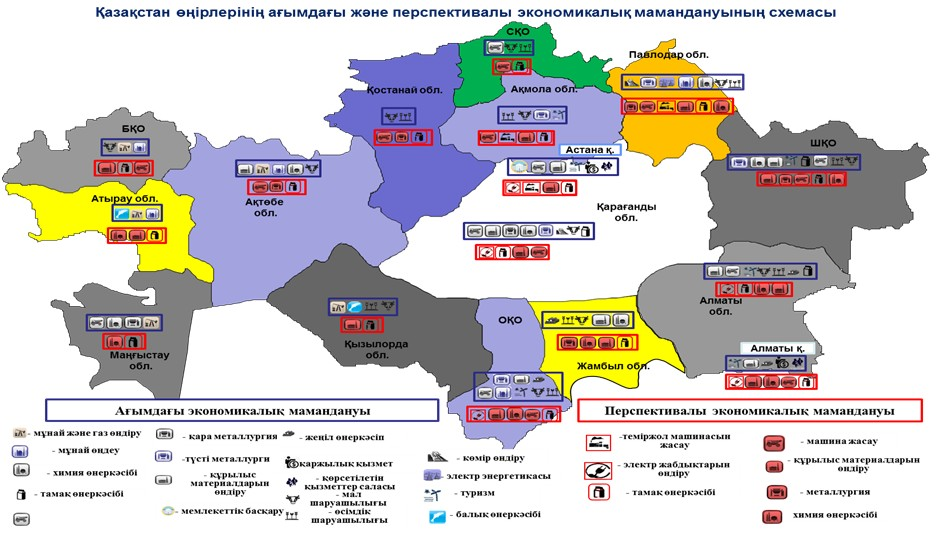 Қазақстан өңірлерінің ағымдағы және перспективалы экономикалық мамандануының схемасы
СҚО
Павлодар обл.
Қостанай обл.
Ақмола обл.
БҚО
ШҚО
Астана қ.
Атырау обл.
Ақтөбе
обл.
Қарағанды
обл.
Алматы
обл.
ОҚО
Қызылорда
обл.
Маңғыстау
обл.
Жамбыл обл.
Алматы қ.
Ағымдағы экономикалық мамандануы
- мұнай және газ өндіру
- мұнай өңдеу
- химия өнеркәсібі
- тамақ өнеркәсібі
- қара металлургия
- түсті металлургия
- құрылыс
материалдарын
өндіру
- мемлекеттік басқару
- жеңіл өнеркәсіп
- қаржылық қызмет
- көрсетілетін
қызметтер саласы
- мал
шаруашылығы
- өсімдік
шаруашылығы
- көмір өндіру
- электр энергетикасы
- туризм
- балық өнеркәсібі
Перспективалы экономикалық мамандануы
- теміржол машинасын
жасау
- электр жабдықтарын
өндіру
- тамақ өнеркәсібі
- машина жасау
- құрылыс материалдарын
өндіру
- металлургия
химия өнеркәсібі